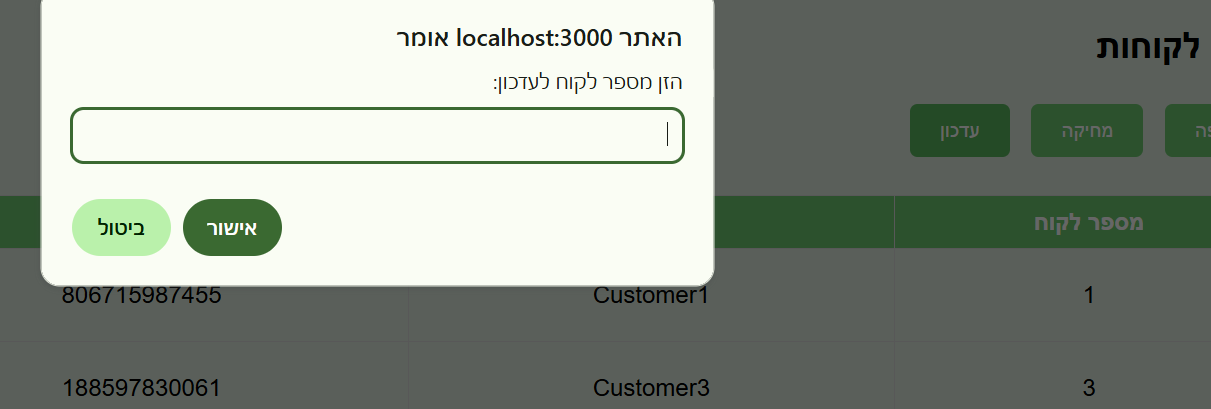 האתר localhost:3000 אומר
הזן מספר לקוח לעדכון:
אישור
ביטול
לקוחות
מחיקה
עדכון
מספר לקוח
1
Customer1
806715987455
3
Customer3
188597830061